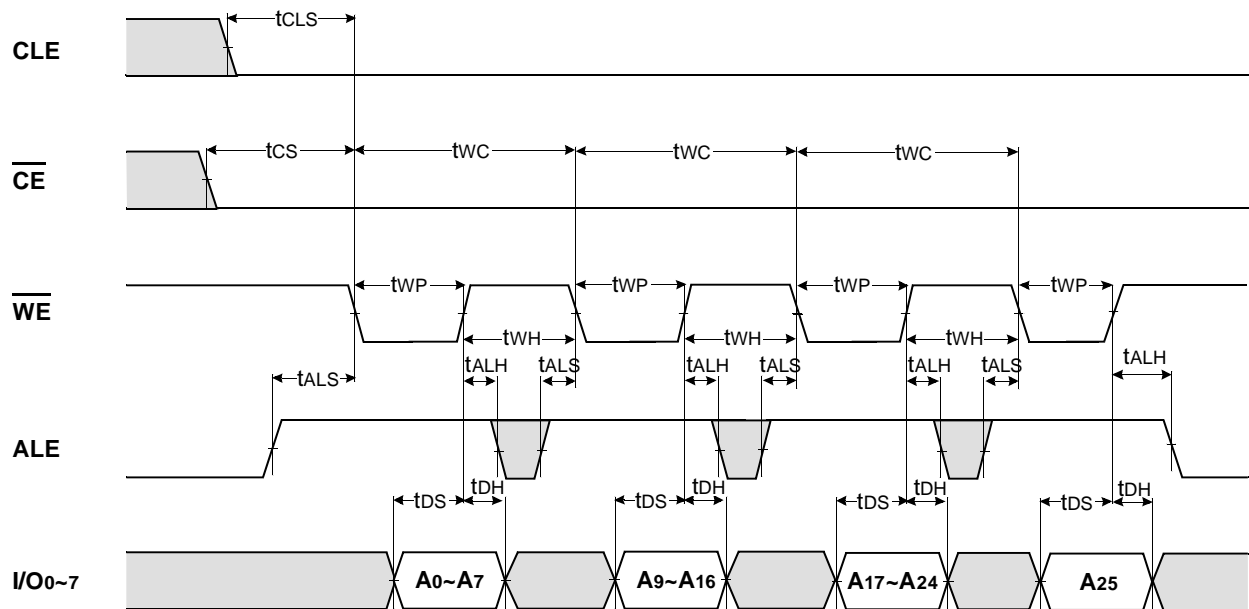 tCLS
CLE
tCS tWC tWC tWC
CE
tWP tWP tWP tWP
WE
tWH tWH tWH
tALH tALS tALH tALS tALH tALS tALH
tALS
ALE
tDS tDH tDS tDH tDS tDH tDS tDH
I/O0~7 A0~A7 A9~A16 A17~A24 A25